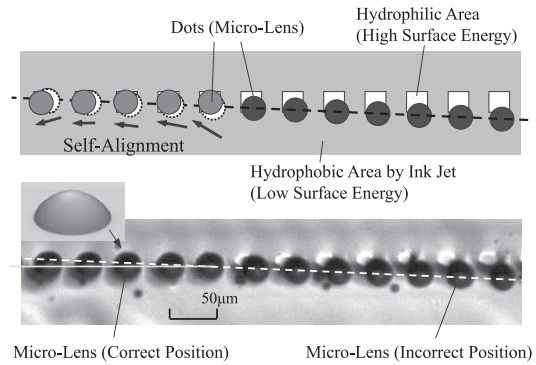 Dots (Micro-Lens)
Hydrophilic Area
(High Surface Energy)
Self-Alignment
Hydrophobic Area by Ink Jet
(Low Surface Energy)
50μm
Micro-Lens (Correct Position)
Micro-Lens (Incorrect Position)